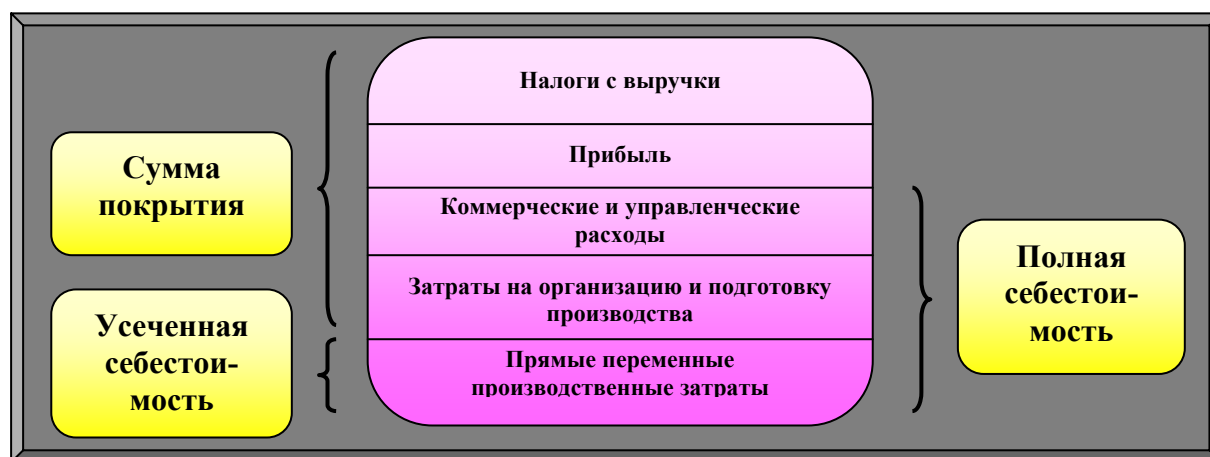 Налоги с выручки
Прибыль
Коммерческие и управленческие
расходы
Затраты на организацию и подготовку
производства
Прямые переменные
производственные затраты
Сумма
покрытия
Усеченная
себестои-
мость
Полная
себестои-
мость